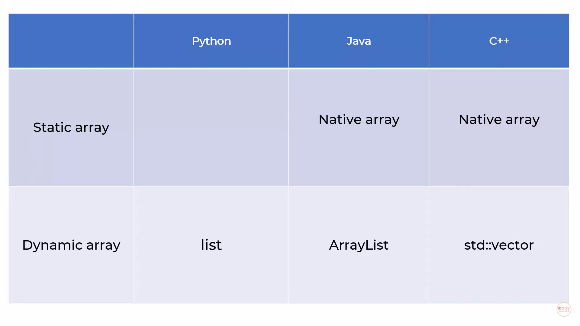 Python Java C++
Static array Native array Native array
Dynamic array list ArrayList std::vector